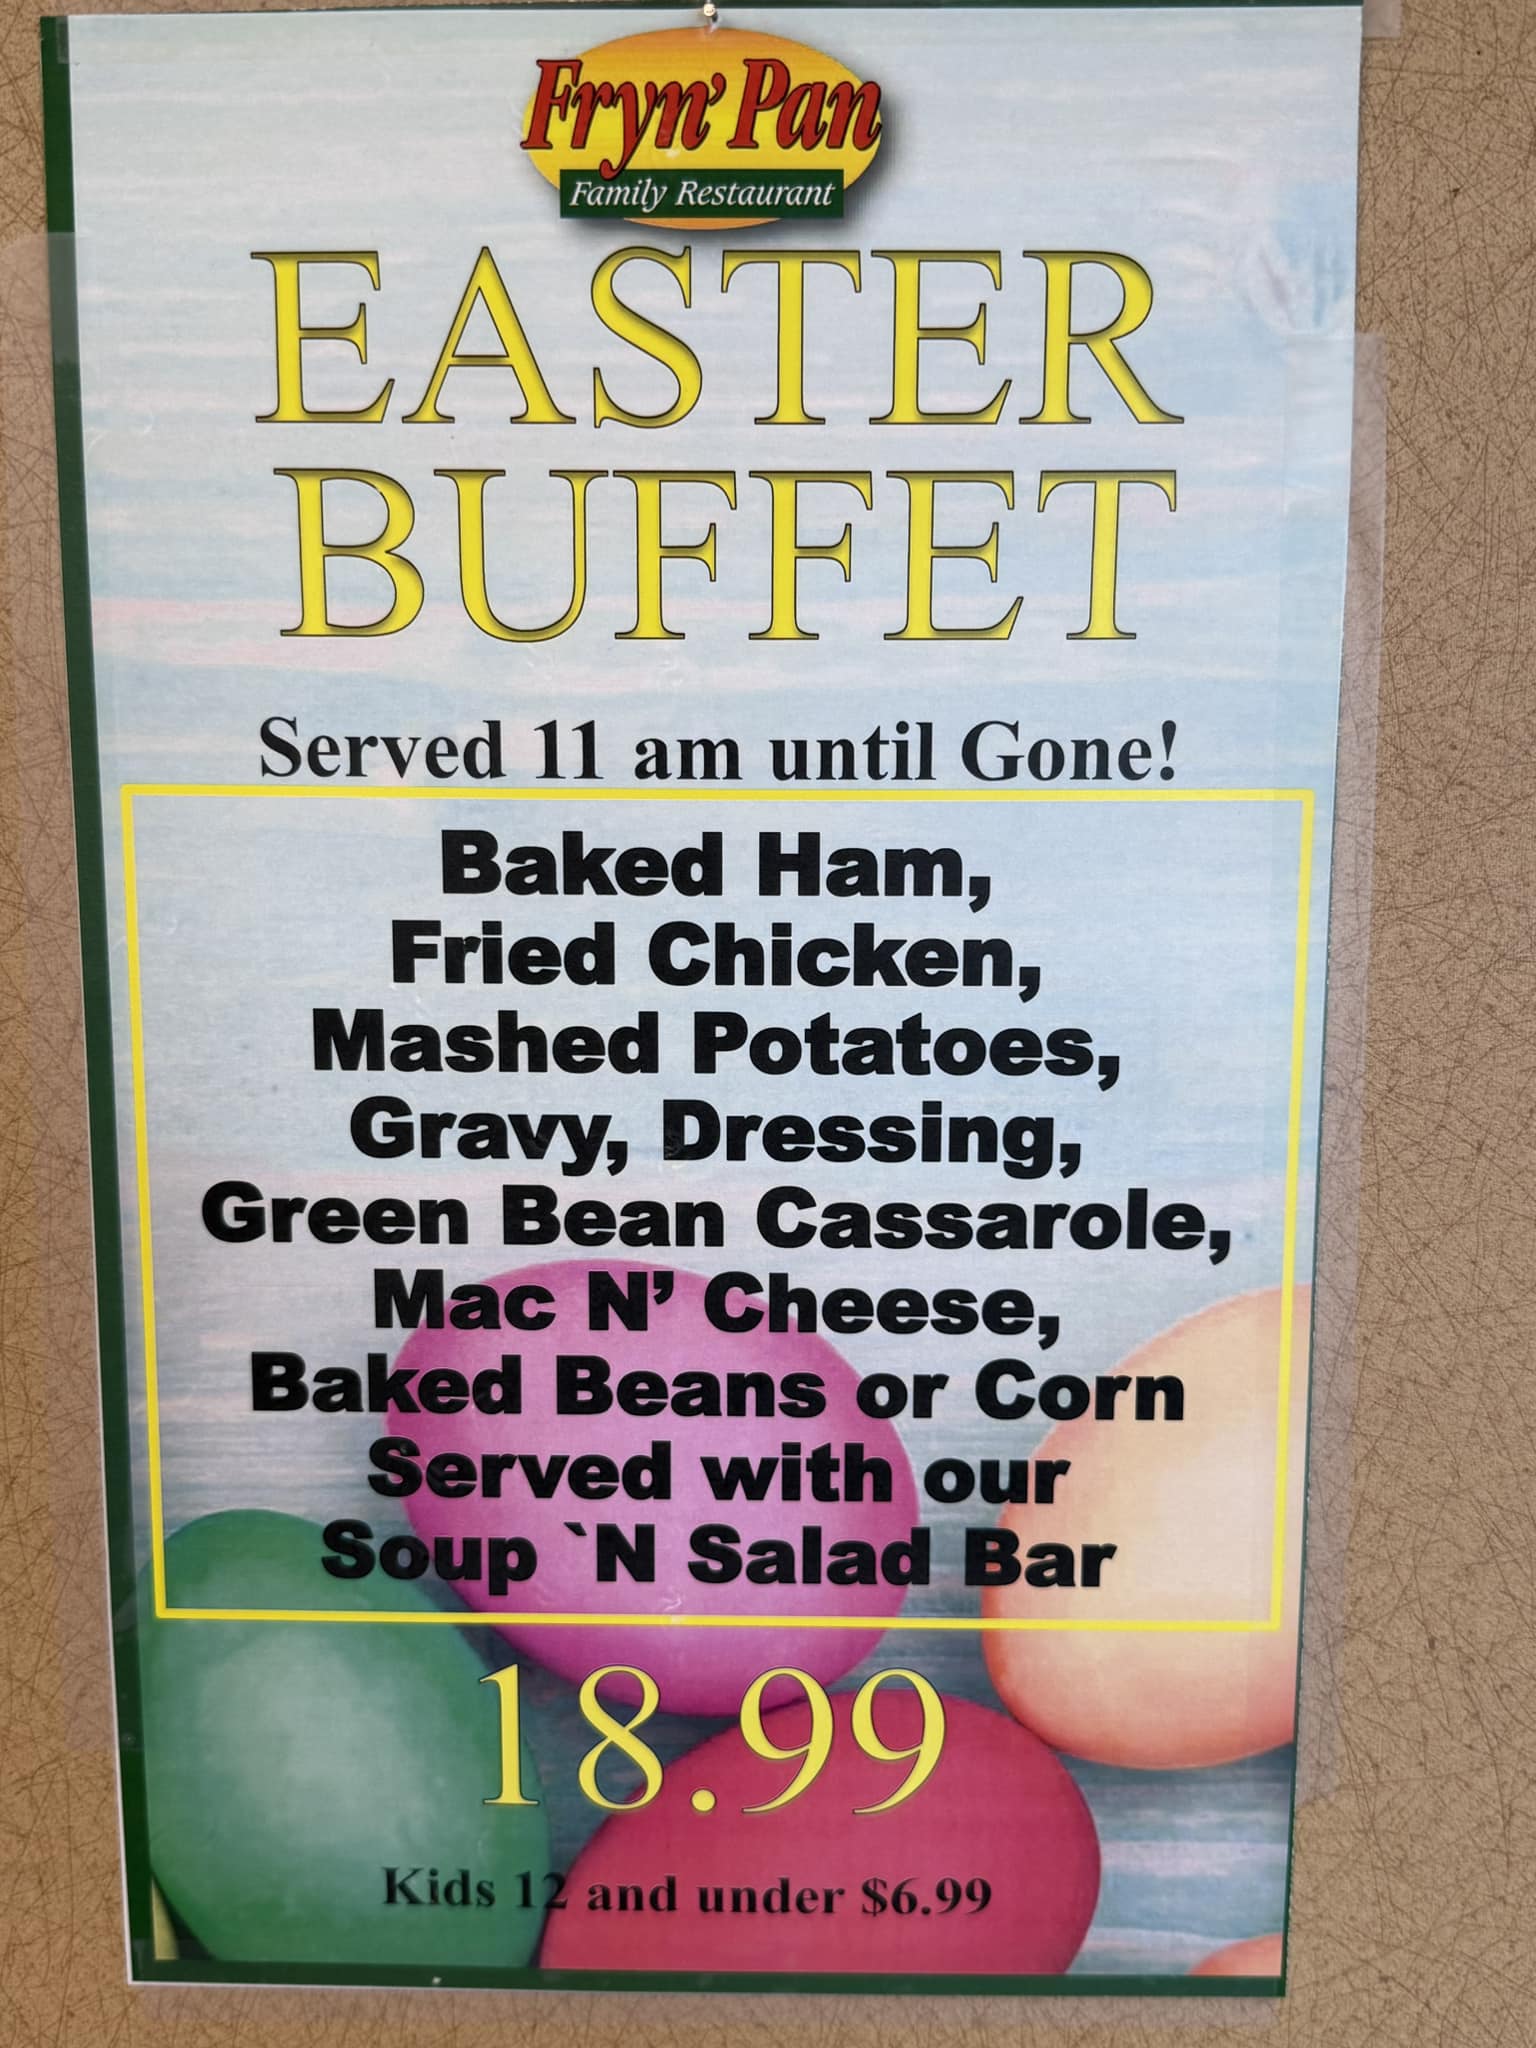 Fryn' Pan
Family Restaurant
EASTER
BUFFET
Served 11 am until Gone!
Baked Ham,
Fried Chicken,
Mashed Potatoes,
Gravy, Dressing,
Green Bean Cassarole,
Mac N’ Cheese,
Baked Beans or Corn
Served with our
Soup `N Salad Bar
18.99
Kids 12 and under $6.99